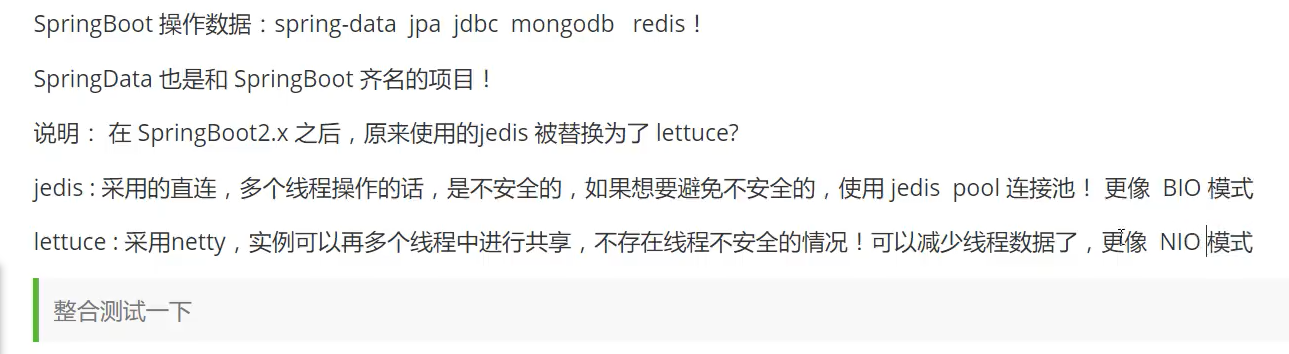 SpringBoot 操作数据：spring-data jpa jdbc mongodb redis！
SpringData 也是和 SpringBoot 齐名的项目！
说明： 在 SpringBoot2.x 之后，原来使用的jedis 被替换为了 lettuce?
jedis : 采用的直连，多个线程操作的话，是不安全的，如果想要避免不安全的，使用 jedis pool 连接池！ 更像 BIO 模式
lettuce : 采用netty，实例可以再多个线程中进行共享，不存在线程不安全的情况！可以减少线程数据了，更像 NIO 模式
整合测试一下